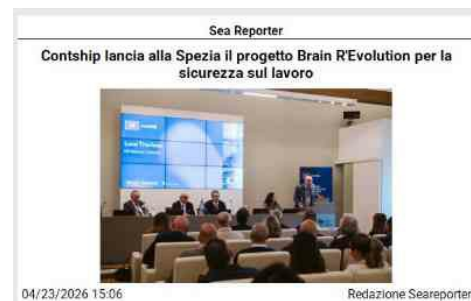 Sea Reporter
Contship lancia alla Spezia il progetto Brain R'Evolution per la
sicurezza sul lavoro
04/23/2026 15:06
Redazione Seareporter